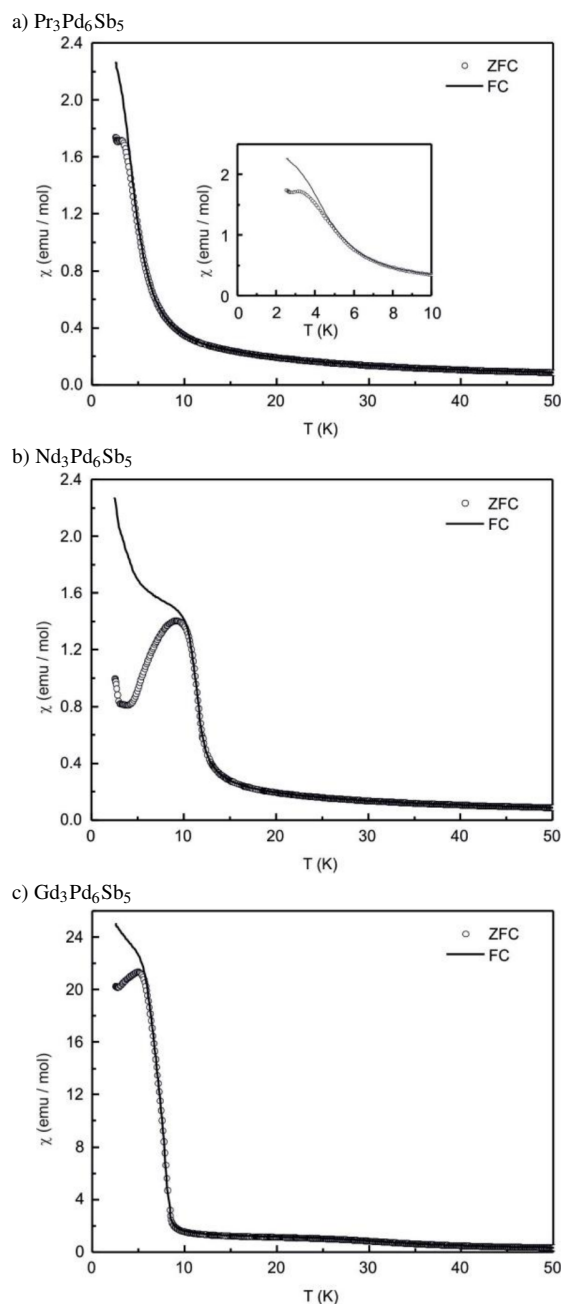 a) Pr₃Pd₆Sb₅
2.4
2.0
1.6
1.2
0.8
0.4
0.0
χ (emu / mol)
ZFC
FC
2
1
0
χ (emu / mol)
0 2 4 6 8 10
T (K)
0 10 20 30 40 50
T (K)
b) Nd₃Pd₆Sb₅
2.4
2.0
1.6
1.2
0.8
0.4
0.0
χ (emu / mol)
ZFC
FC
0 10 20 30 40 50
T (K)
c) Gd₃Pd₆Sb₅
24
20
16
12
8
4
0
χ (emu / mol)
ZFC
FC
0 10 20 30 40 50
T (K)